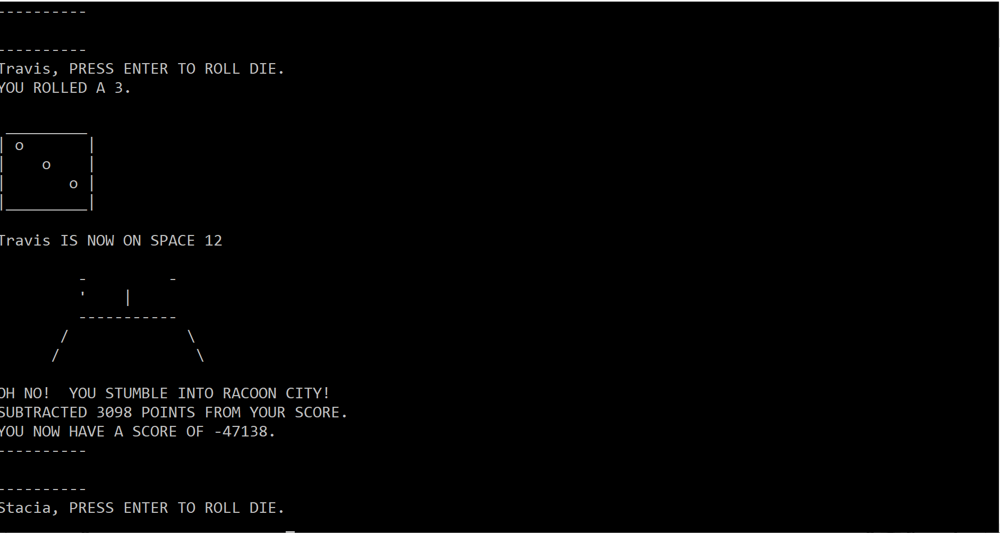 ----------
----------
Travis, PRESS ENTER TO ROLL DIE.
YOU ROLLED A 3.
 _________
| o       |
|    o    |
|       o |
|_________|
Travis IS NOW ON SPACE 12
         -         -
         '    |
         -----------
       /             \
      /               \
OH NO!  YOU STUMBLE INTO RACOON CITY!
SUBTRACTED 3098 POINTS FROM YOUR SCORE.
YOU NOW HAVE A SCORE OF -47138.
----------
----------
Stacia, PRESS ENTER TO ROLL DIE.